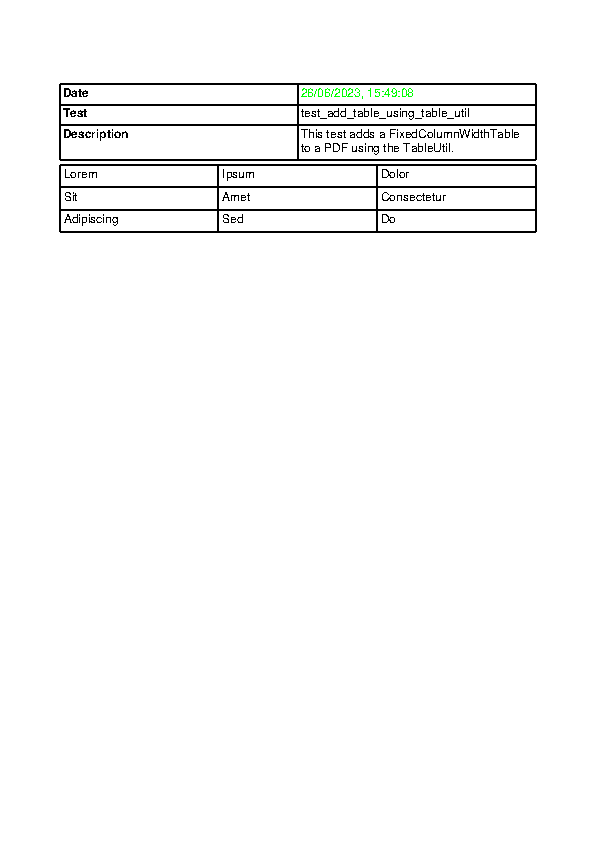 Date 26/06/2023, 15:49:08
Test test_add_table_using_table_util
Description This test adds a FixedColumnWidthTable
to a PDF using the TableUtil.
Lorem Ipsum Dolor
Sit Amet Consectetur
Adipiscing Sed Do